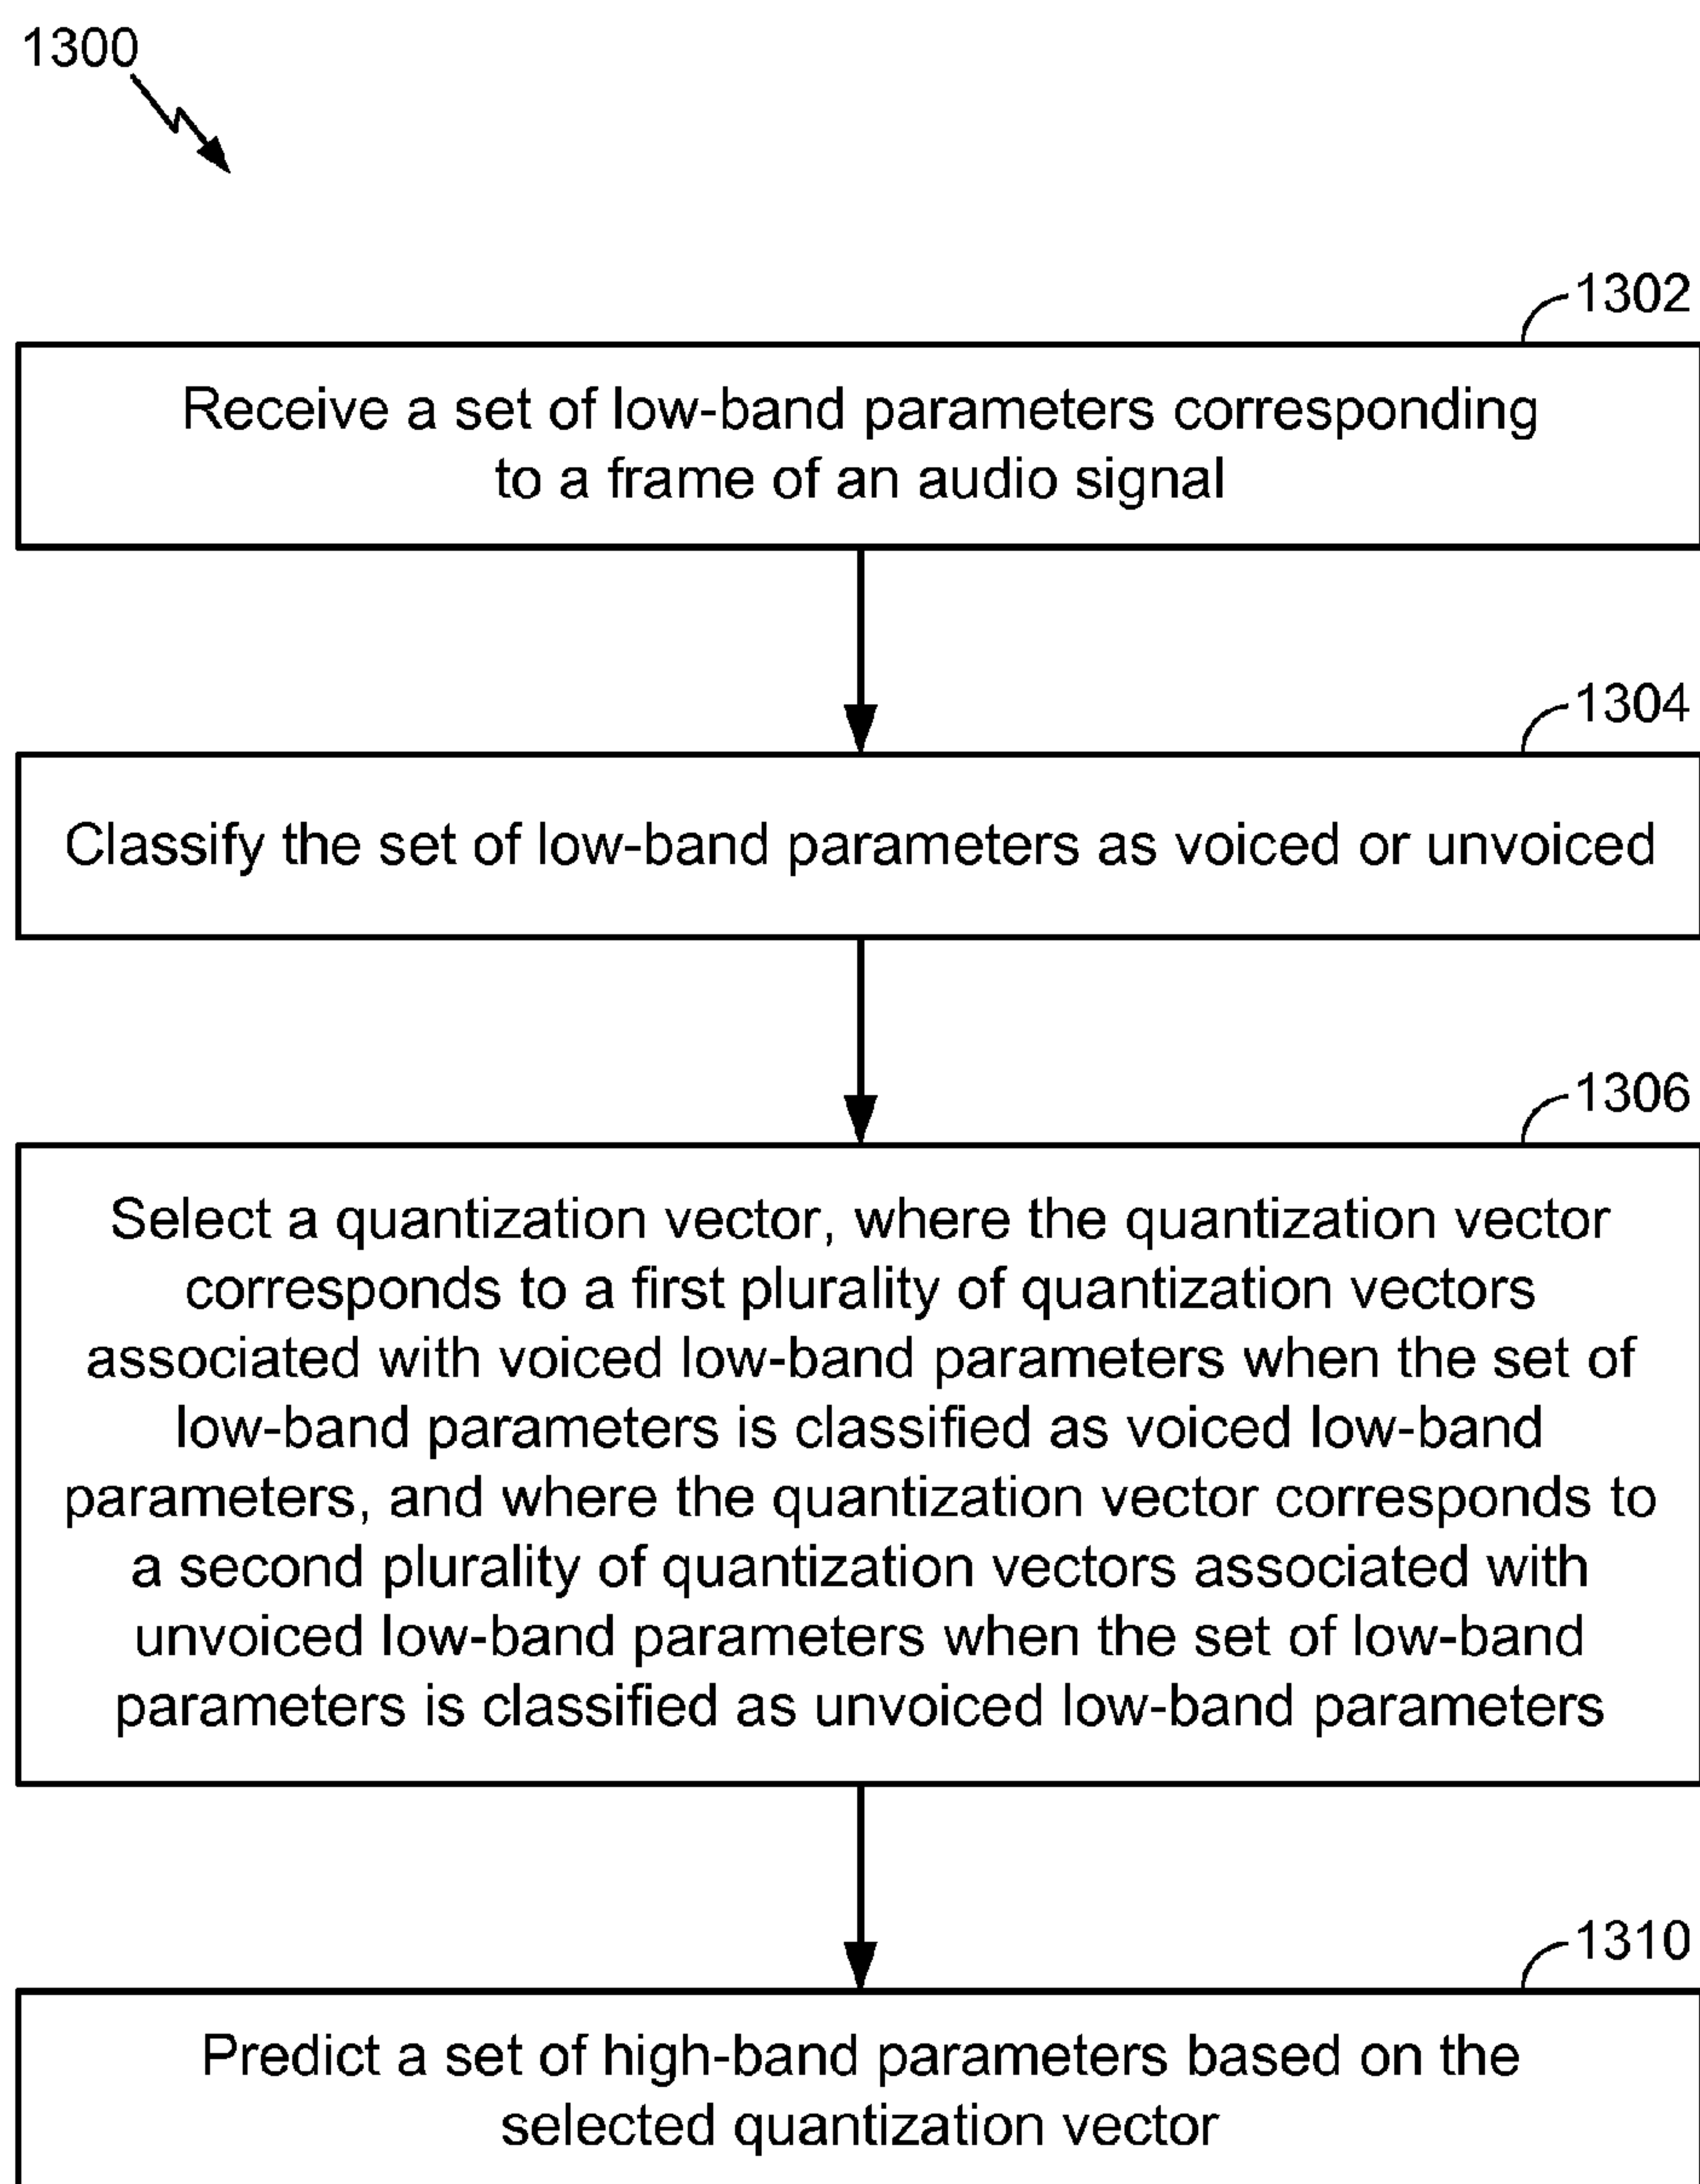 1300
1302
Receive a set of low-band parameters corresponding
to a frame of an audio signal
1304
Classify the set of low-band parameters as voiced or unvoiced
1306
Select a quantization vector, where the quantization vector
corresponds to a first plurality of quantization vectors
associated with voiced low-band parameters when the set of
low-band parameters is classified as voiced low-band
parameters, and where the quantization vector corresponds to
a second plurality of quantization vectors associated with
unvoiced low-band parameters when the set of low-band
parameters is classified as unvoiced low-band parameters
1310
Predict a set of high-band parameters based on the
selected quantization vector